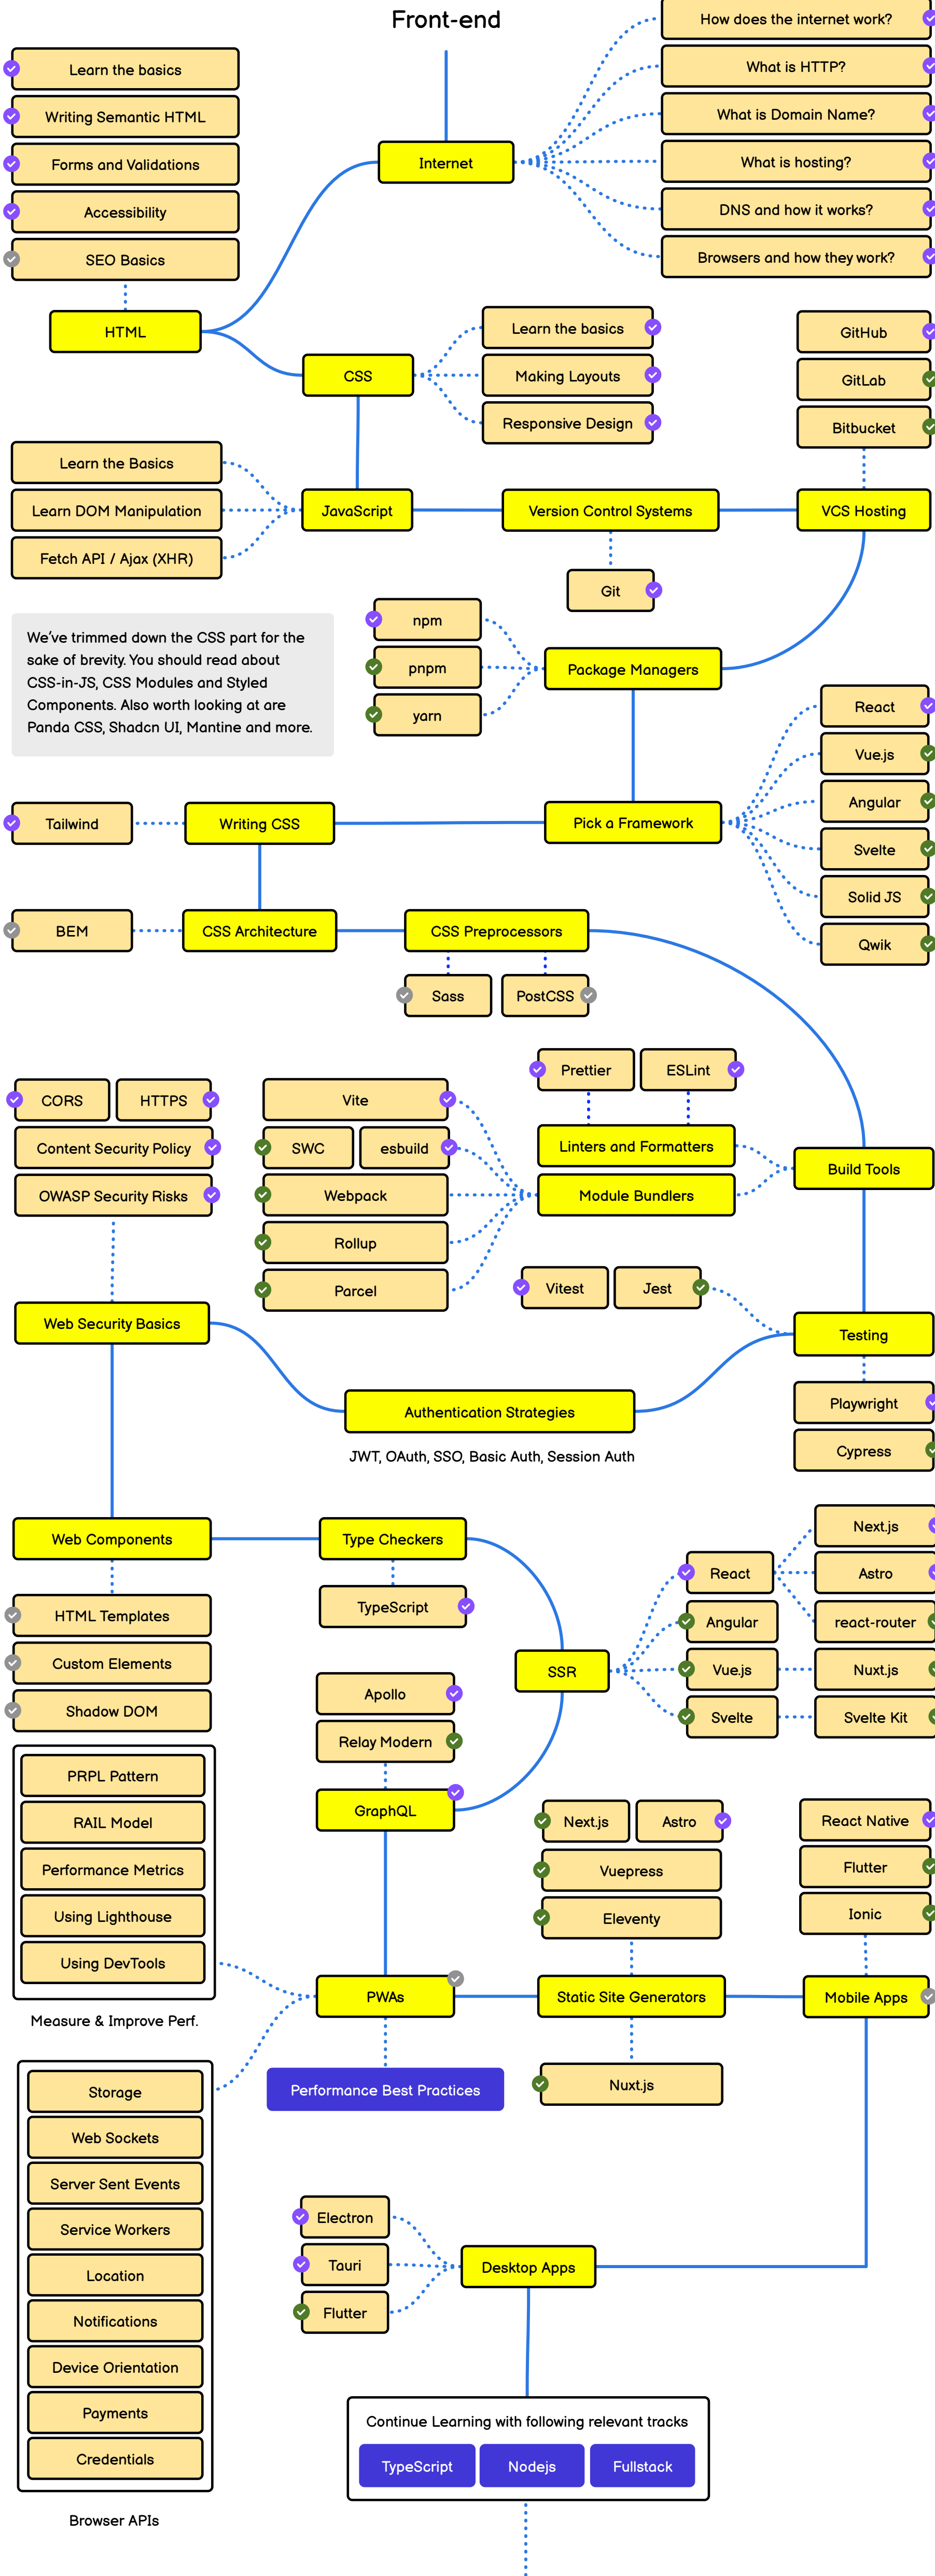 Front-end
How does the internet work?
What is HTTP?
What is Domain Name?
What is hosting?
DNS and how it works?
Browsers and how they work?
Internet
Learn the basics
Writing Semantic HTML
Forms and Validations
Accessibility
SEO Basics
HTML
CSS
Learn the basics
Making Layouts
Responsive Design
GitHub
GitLab
Bitbucket
Learn the Basics
Learn DOM Manipulation
Fetch API / Ajax (XHR)
JavaScript
Version Control Systems
VCS Hosting
Git
We've trimmed down the CSS part for the
sake of brevity. You should read about
CSS-in-JS, CSS Modules and Styled
Components. Also worth looking at are
Panda CSS, Shadcn UI, Mantine and more.
npm
pnpm
yarn
Package Managers
React
Vue.js
Angular
Svelte
Solid JS
Qwik
Tailwind
Writing CSS
Pick a Framework
BEM
CSS Architecture
CSS Preprocessors
Sass
PostCSS
Prettier
ESLint
Linters and Formatters
Module Bundlers
Build Tools
Vite
SWC
esbuild
Webpack
Rollup
Parcel
CORS
HTTPS
Content Security Policy
OWASP Security Risks
Vitest
Jest
Web Security Basics
Testing
Authentication Strategies
JWT, OAuth, SSO, Basic Auth, Session Auth
Playwright
Cypress
Web Components
Type Checkers
HTML Templates
Custom Elements
Shadow DOM
TypeScript
SSR
React
Angular
Vue.js
Svelte
Next.js
Astro
react-router
Nuxt.js
Svelte Kit
Apollo
Relay Modern
GraphQL
PRPL Pattern
RAIL Model
Performance Metrics
Using Lighthouse
Using DevTools
Measure & Improve Perf.
Next.js
Astro
Vuepress
Eleventy
React Native
Flutter
Ionic
PWAs
Static Site Generators
Mobile Apps
Performance Best Practices
Nuxt.js
Storage
Web Sockets
Server Sent Events
Service Workers
Location
Notifications
Device Orientation
Payments
Credentials
Browser APIs
Electron
Tauri
Flutter
Desktop Apps
Continue Learning with following relevant tracks
TypeScript
Nodejs
Fullstack